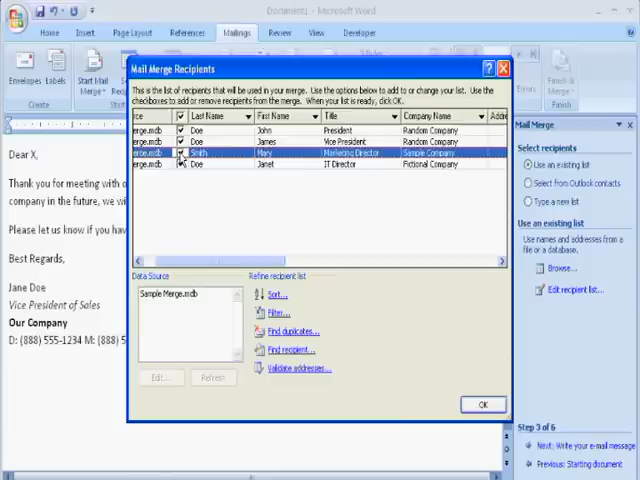 Document1 - Microsoft Word
Home Insert Page Layout References Mailings Review View Developer
Envelopes Labels
Start Mail Merge
Create
Finish & Merge
Finish
Mail Merge Recipients
This is the list of recipients that will be used in your merge. Use the options below to add or change your list. Use the
checkboxes to add or remove recipients from the merge. When your list is ready, click OK.
rce Last Name First Name Title Company Name Addre
erge.mdb Doe John President Random Company
erge.mdb Doe James Vice President Random Company
erge.mdb Smith Mary Marketing Director Sample Company
erge.mdb Doe Janet IT Director Fictional Company
Data Source
Sample Merge.mdb
Edit... Refresh
Refine recipient list
Sort...
Filter...
Find duplicates...
Find recipient...
Validate addresses...
OK
Dear X,
Thank you for meeting with o
company in the future, we wi
Please let us know if you hav
Best Regards,
Jane Doe
Vice President of Sales
Our Company
D: (888) 555-1234 M: (88
Mail Merge
Select recipients
Use an existing list
Select from Outlook contacts
Type a new list
Use an existing list
Use names and addresses from a file or a database.
Browse...
Edit recipient list...
Step 3 of 6
Next: Write your e-mail message
Previous: Starting document